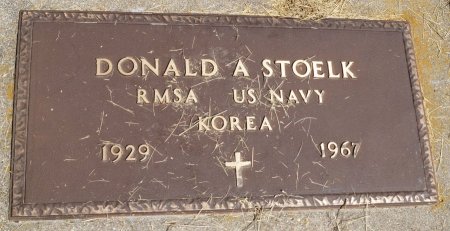 DONALD A STOELK
RMSA US NAVY
KOREA
1929 1967